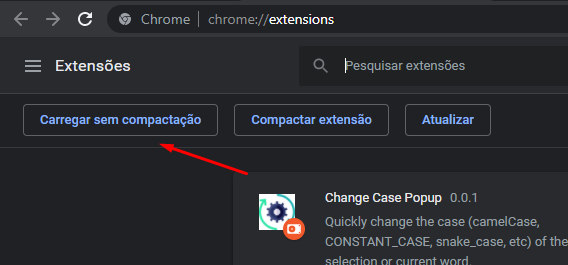 Chrome | chrome://extensions
Extensões
Pesquisar extensões
Carregar sem compactação
Compactar extensão
Atualizar
Change Case Popup 0.0.1
Quickly change the case (camelCase,
CONSTANT_CASE, snake_case, etc) of the
selection or current word.